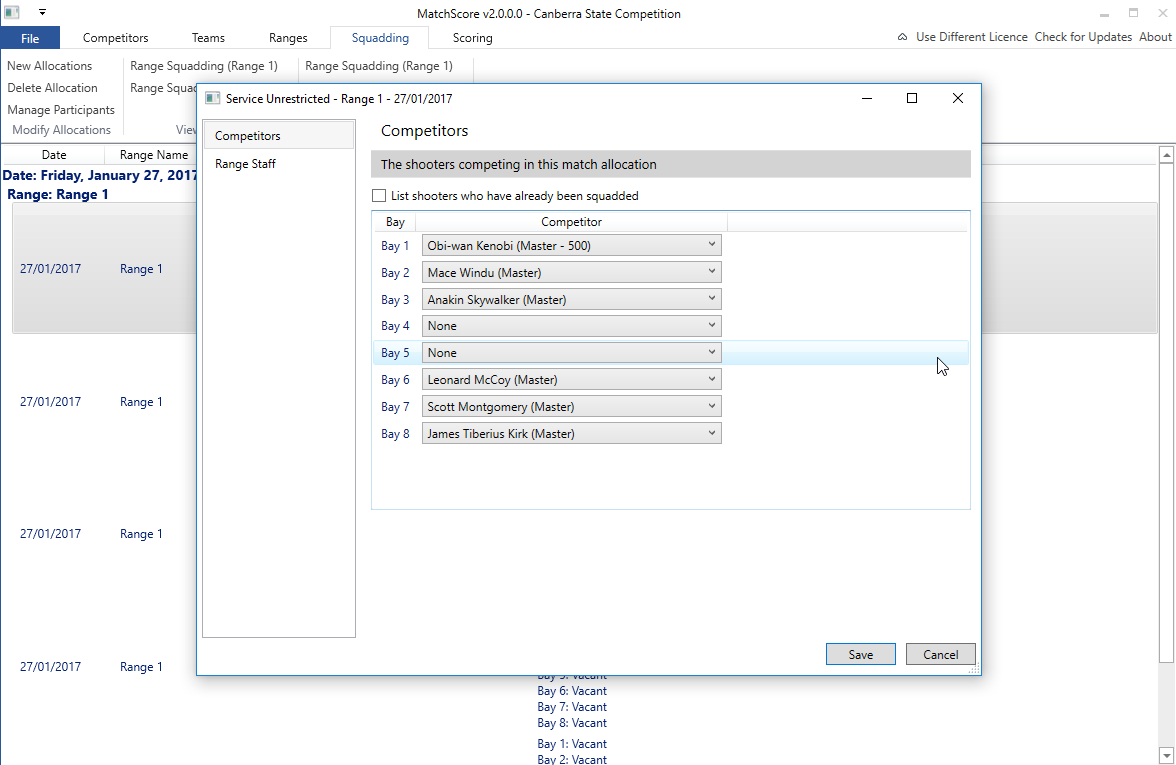 MatchScore v2.0.0.0 - Canberra State Competition
File Competitors Teams Ranges Squadding Scoring Use Different Licence Check for Updates About
New Allocations Range Squadding (Range 1) Range Squadding (Range 1)
Delete Allocation Range
Manage Participants
Modify Allocations
Date Range Name
Date: Friday, January 27, 2017
Range: Range 1
27/01/2017 Range 1
27/01/2017 Range 1
27/01/2017 Range 1
27/01/2017 Range 1
Service Unrestricted - Range 1 - 27/01/2017
Competitors
Range Staff
Competitors
The shooters competing in this match allocation
List shooters who have already been squadded
Bay Competitor
Bay 1 Obi-wan Kenobi (Master - 500)
Bay 2 Mace Windu (Master)
Bay 3 Anakin Skywalker (Master)
Bay 4 None
Bay 5 None
Bay 6 Leonard McCoy (Master)
Bay 7 Scott Montgomery (Master)
Bay 8 James Tiberius Kirk (Master)
Save Cancel
Bay 5: Vacant
Bay 6: Vacant
Bay 7: Vacant
Bay 8: Vacant
Bay 1: Vacant
Bay 2: Vacant